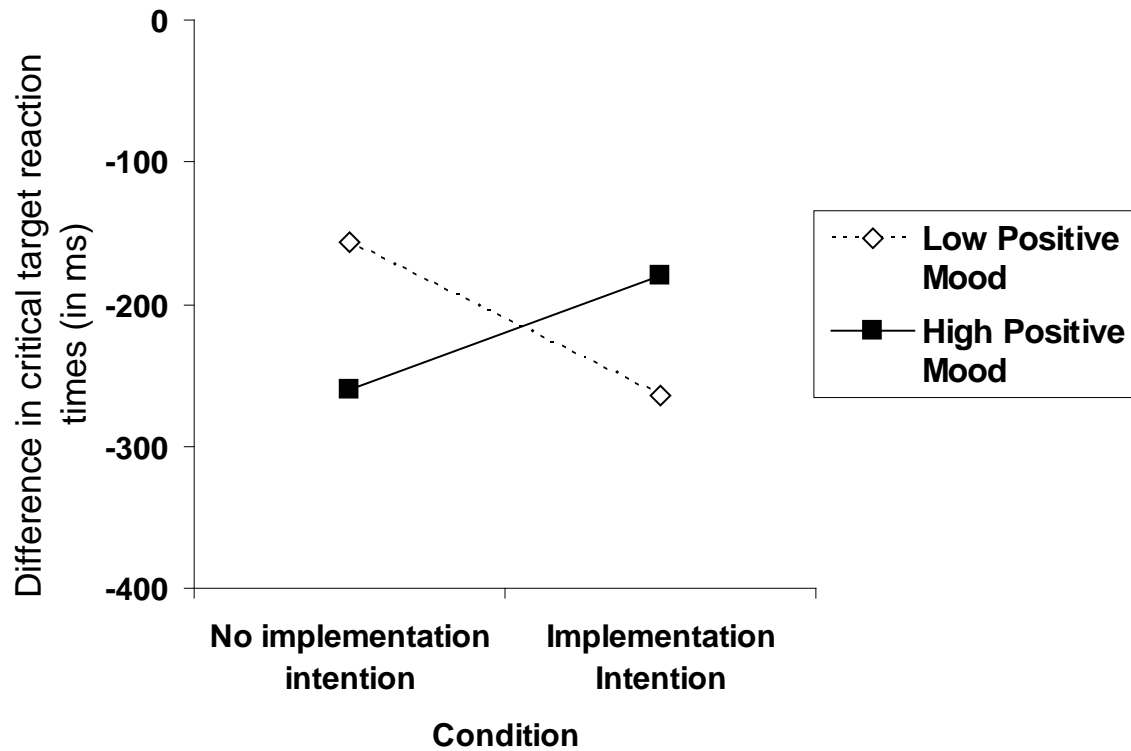 Difference in critical target reaction
times (in ms)
0
-100
-200
-300
-400
No implementation
intention
Implementation
Intention
Condition
Low Positive
Mood
High Positive
Mood